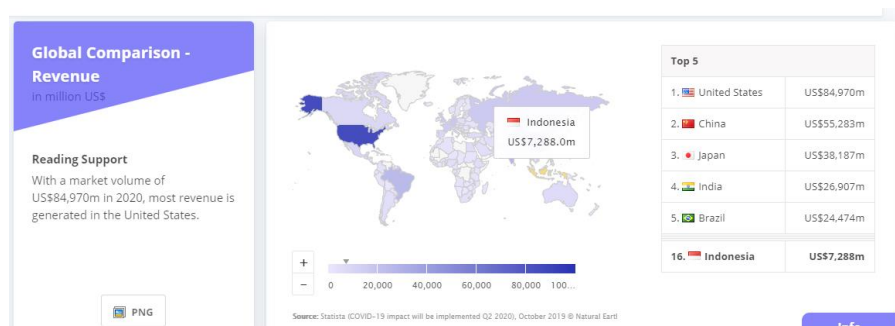 Global Comparison -
Revenue
in million US$
Reading Support
With a market volume of
US$84,970m in 2020, most revenue is
generated in the United States.
PNG
Indonesia
US$7,288.0m
+
−
0 20,000 40,000 60,000 80,000 100...
Source: Statista (COVID-19 impact will be implemented Q2 2020), October 2019 © Natural Eartl
Top 5
1. United States US$84,970m
2. China US$55,283m
3. Japan US$38,187m
4. India US$26,907m
5. Brazil US$24,474m
16. Indonesia US$7,288m
Info